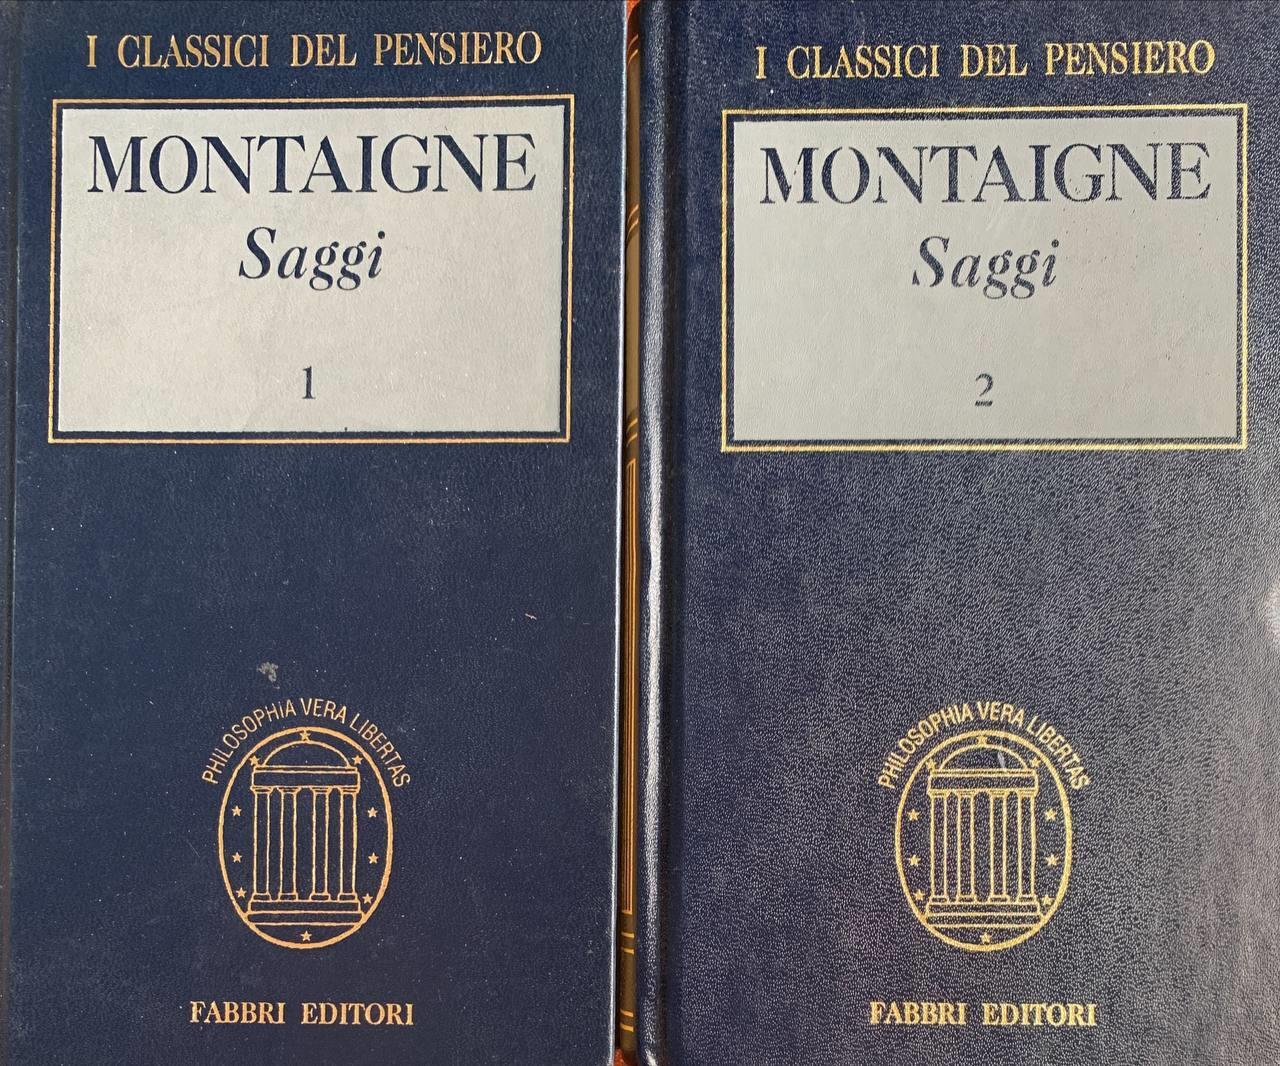 I CLASSICI DEL PENSIERO
MONTAIGNE
Saggi
1
PHILOSOPHIA VERA LIBERTAS
FABBRI EDITORI
I CLASSICI DEL PENSIERO
MONTAIGNE
Saggi
2
PHILOSOPHIA VERA LIBERTAS
FABBRI EDITORI